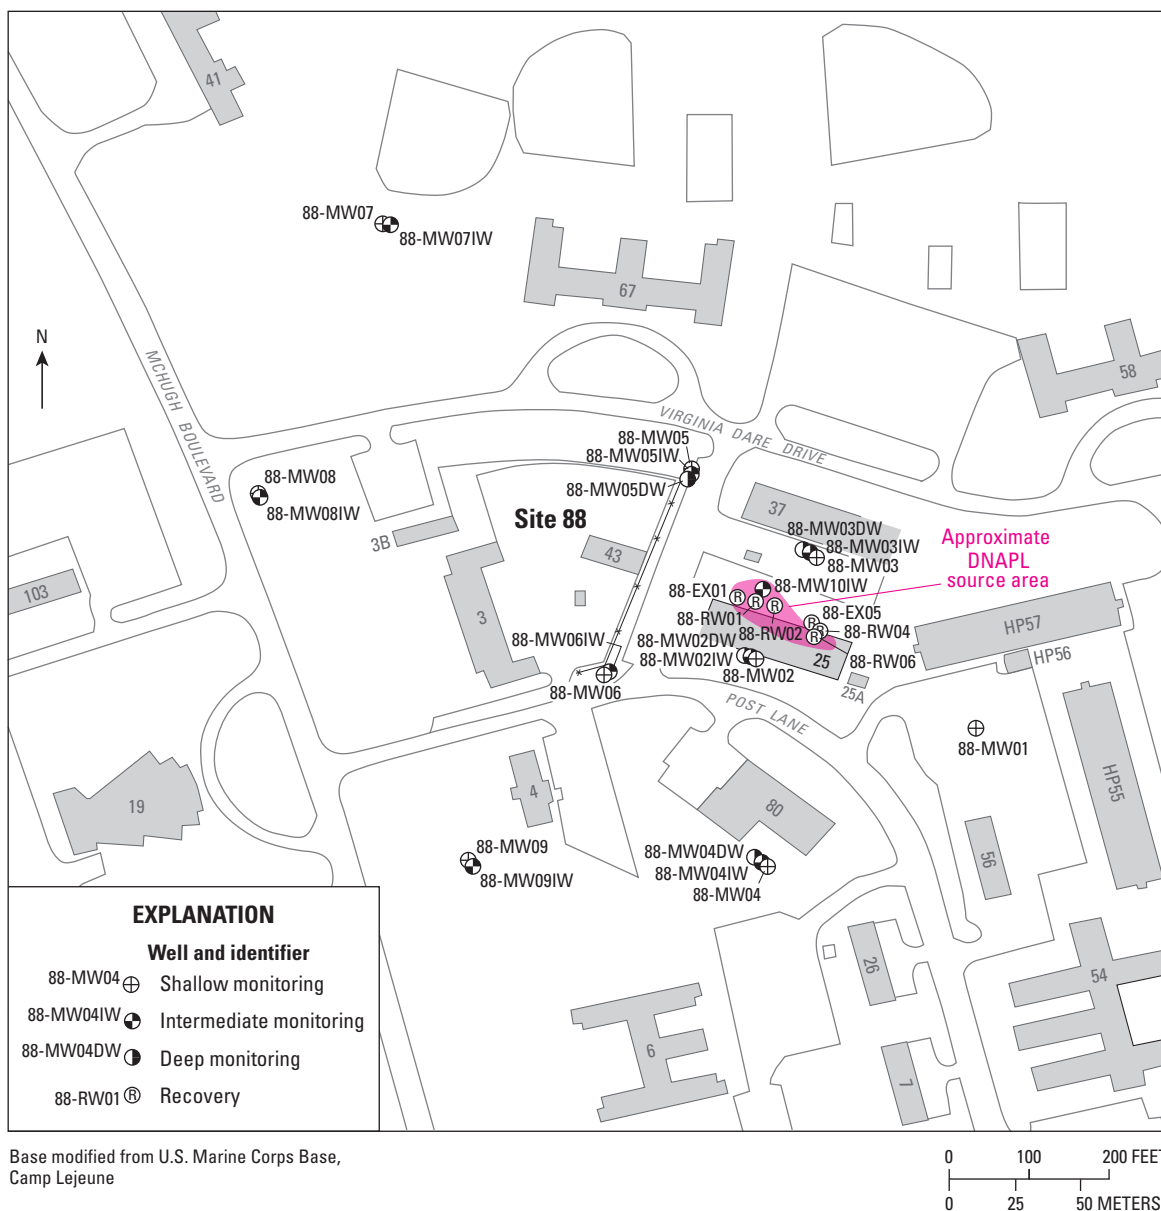 41
88-MW07
88-MW07IW
67
N
58
MCHUGH BOULEVARD
VIRGINIA DARE DRIVE
88-MW05
88-MW05IW
88-MW05DW
88-MW08
88-MW08IW
Site 88
37
3B
43
88-MW03DW
88-MW03IW
88-MW03
Approximate
DNAPL
source area
103
3
88-EX01
88-MW10IW
88-RW01
88-RW02
88-EX05
88-RW04
88-RW06
HP57
HP56
88-MW06IW
88-MW02DW
88-MW02IW
88-MW02
25
25A
88-MW06
POST LANE
88-MW01
HP55
19
4
80
56
88-MW09
88-MW09IW
88-MW04DW
88-MW04IW
88-MW04
26
54
6
7
EXPLANATION
Well and identifier
88-MW04 Shallow monitoring
88-MW04IW Intermediate monitoring
88-MW04DW Deep monitoring
88-RW01 R Recovery
R
R
R
R
R
R
Base modified from U.S. Marine Corps Base,
Camp Lejeune
0 100 200 FEET
0 25 50 METERS